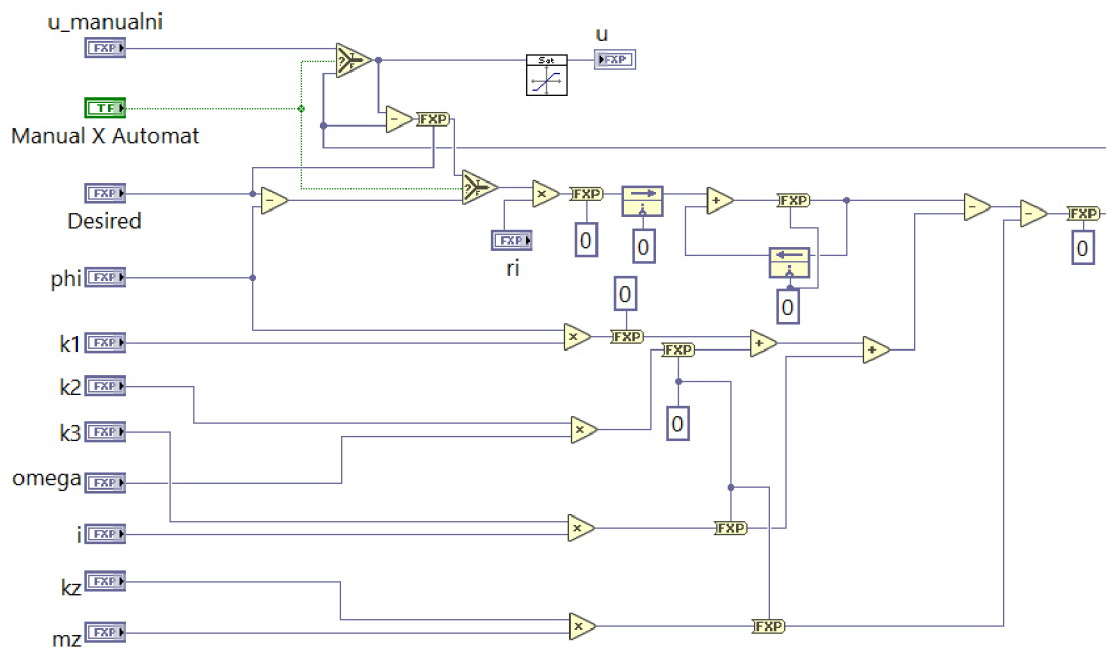 u_manualni
FXP
T
?
F
u
FXP
Sat
TF
Manual X Automat
-
FXP
FXP
Desired
-
?
T
F
×
FXP
i
+
FXP
-
-
FXP
FXP
ri
0
0
0
i
0
phi
FXP
0
k1
FXP
×
FXP
FXP
+
+
k2
FXP
×
0
k3
FXP
omega
FXP
i
FXP
×
FXP
kz
FXP
×
FXP
mz
FXP